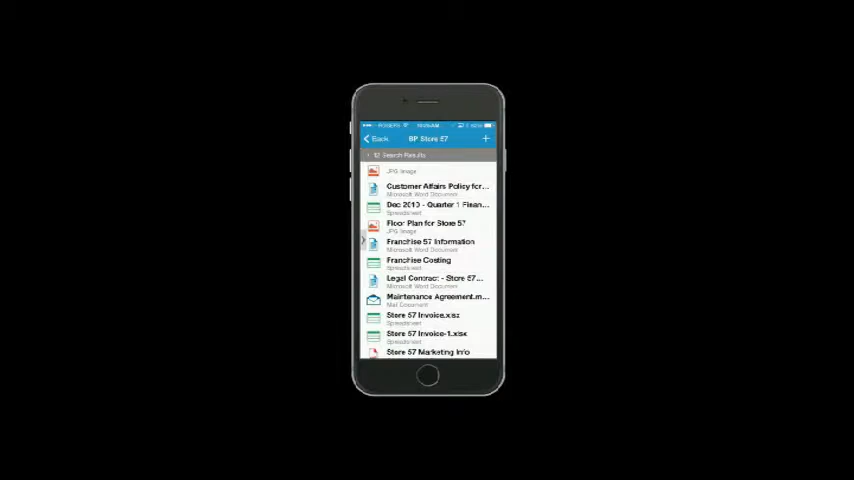 ROGERS
Back
BP Store 57
+
Search Results
JPG Image
Customer Affairs Policy for...
Microsoft Word Document
Dec 2010 - Quarter 1 Finan...
Spreadsheet
Floor Plan for Store 57
JPG Image
Franchise 57 Information
Microsoft Word Document
Franchise Costing
Spreadsheet
Legal Contract - Store 57...
Microsoft Word Document
Maintenance Agreement.m...
Mail Document
Store 57 Invoice.xlsx
Spreadsheet
Store 57 Invoice-1.xlsx
Spreadsheet
Store 57 Marketing Info